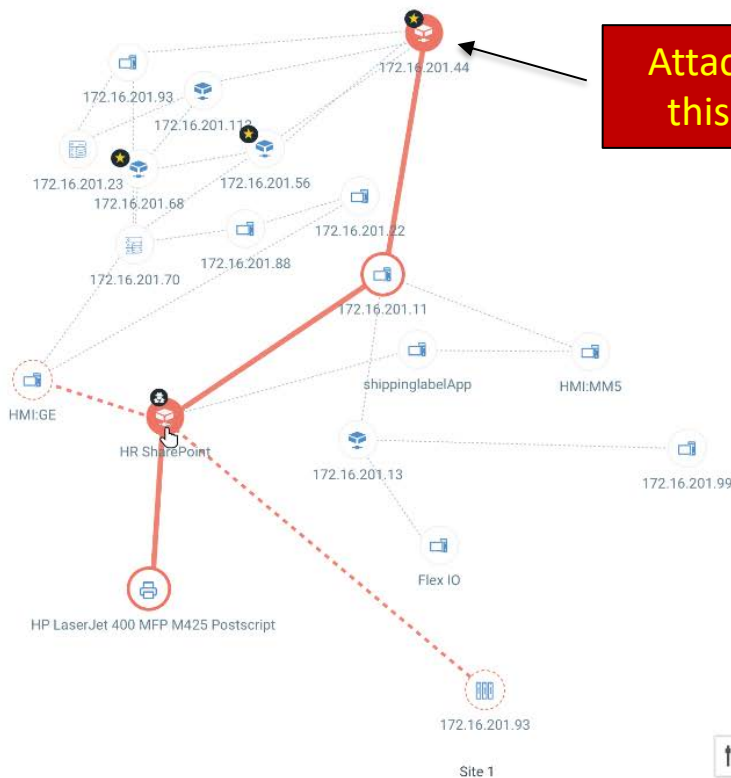 172.16.201.44
Attac
this
172.16.201.93
172.16.201.112
172.16.201.23
172.16.201.56
172.16.201.68
172.16.201.22
172.16.201.88
172.16.201.70
172.16.201.11
shippinglabelApp
HMI:MM5
HMI:GE
HR SharePoint
172.16.201.13
172.16.201.99
Flex IO
HP LaserJet 400 MFP M425 Postscript
172.16.201.93
Site 1